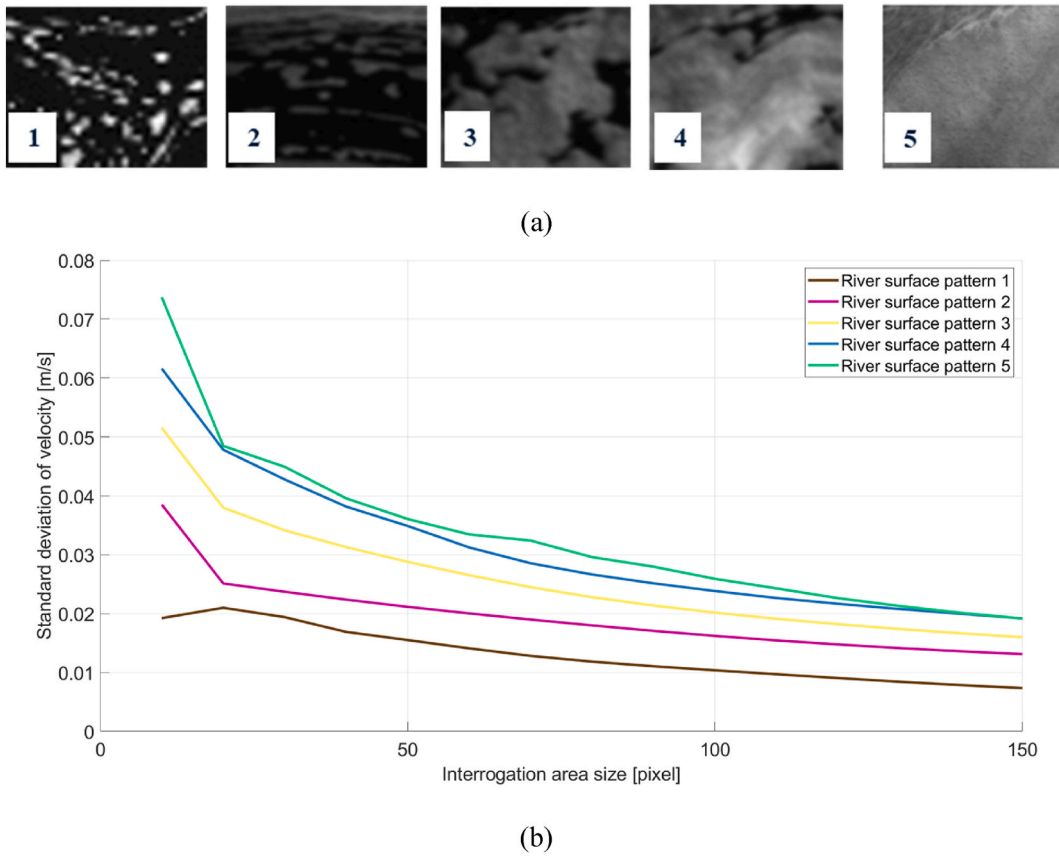 1 2 3 4 5
(a)
0.08
0.07
0.06
0.05
0.04
0.03
0.02
0.01
0
Standard deviation of velocity [m/s]
River surface pattern 1
River surface pattern 2
River surface pattern 3
River surface pattern 4
River surface pattern 5
0 50 100 150
Interrogation area size [pixel]
(b)